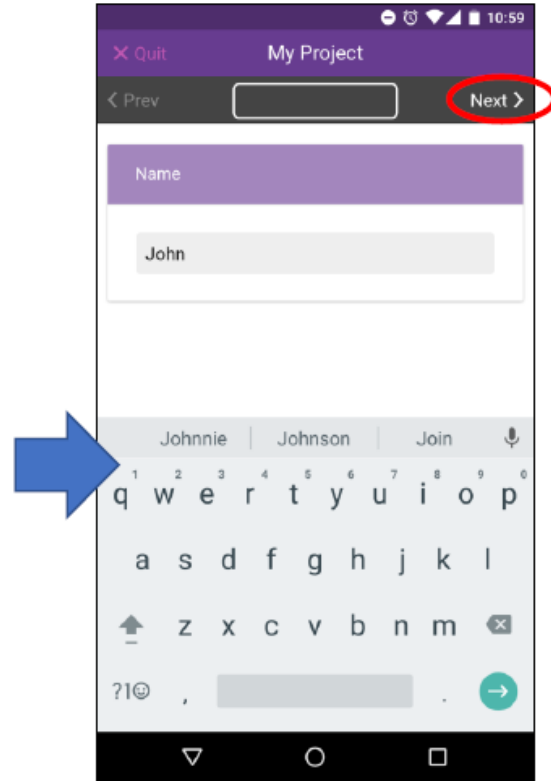 10:59
X Quit My Project
< Prev Next >
Name
John
Johnnie Johnson Join
1 2 3 4 5 6 7 8 9 0
q w e r t y u i o p
a s d f g h j k l
z x c v b n m
?1☺ , .